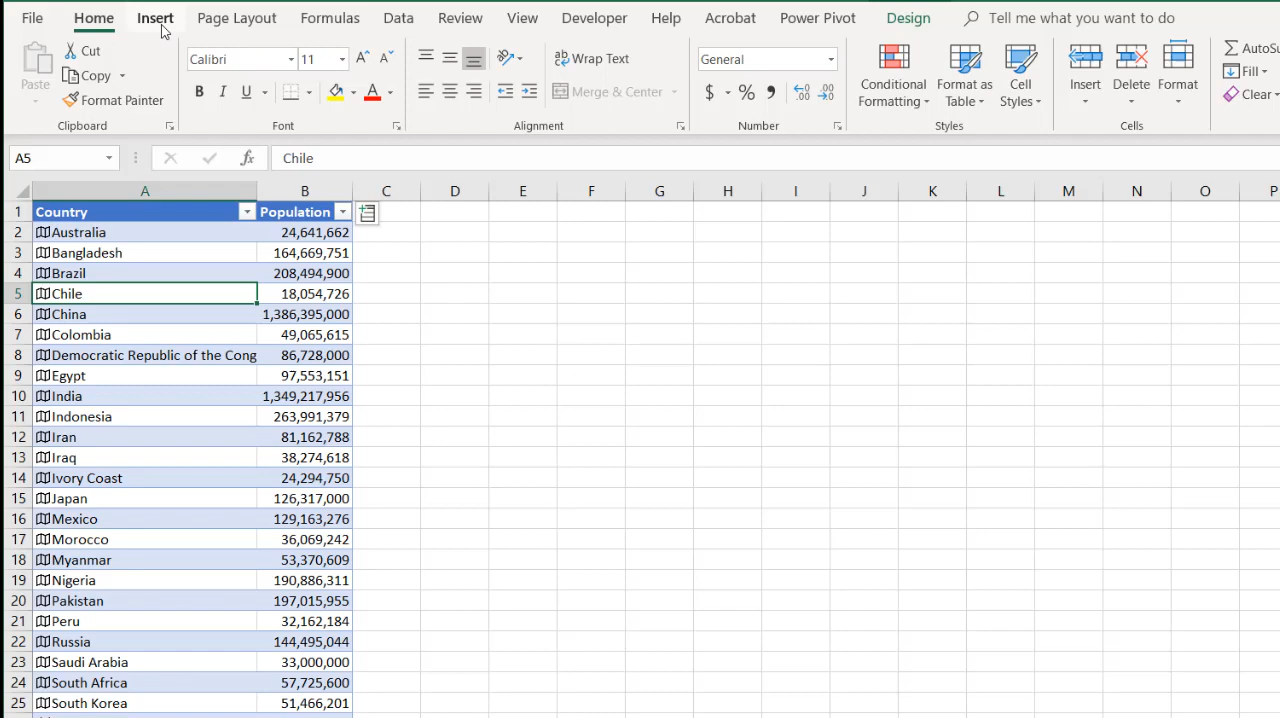 File Home Insert Page Layout Formulas Data Review View Developer Help Acrobat Power Pivot Design Tell me what you want to do
Paste Cut Copy Format Painter
Calibri 11
B I U
Wrap Text
Merge & Center
General
$ %
Conditional Formatting
Format as Table
Cell Styles
Insert Delete Format
AutoSu
Fill
Clear
Clipboard Font Alignment Number Styles Cells
A5 fx Chile
A B C D E F G H I J K L M N O P
1 Country Population
2 Australia 24,641,662
3 Bangladesh 164,669,751
4 Brazil 208,494,900
5 Chile 18,054,726
6 China 1,386,395,000
7 Colombia 49,065,615
8 Democratic Republic of the Cong 86,728,000
9 Egypt 97,553,151
10 India 1,349,217,956
11 Indonesia 263,991,379
12 Iran 81,162,788
13 Iraq 38,274,618
14 Ivory Coast 24,294,750
15 Japan 126,317,000
16 Mexico 129,163,276
17 Morocco 36,069,242
18 Myanmar 53,370,609
19 Nigeria 190,886,311
20 Pakistan 197,015,955
21 Peru 32,162,184
22 Russia 144,495,044
23 Saudi Arabia 33,000,000
24 South Africa 57,725,600
25 South Korea 51,466,201